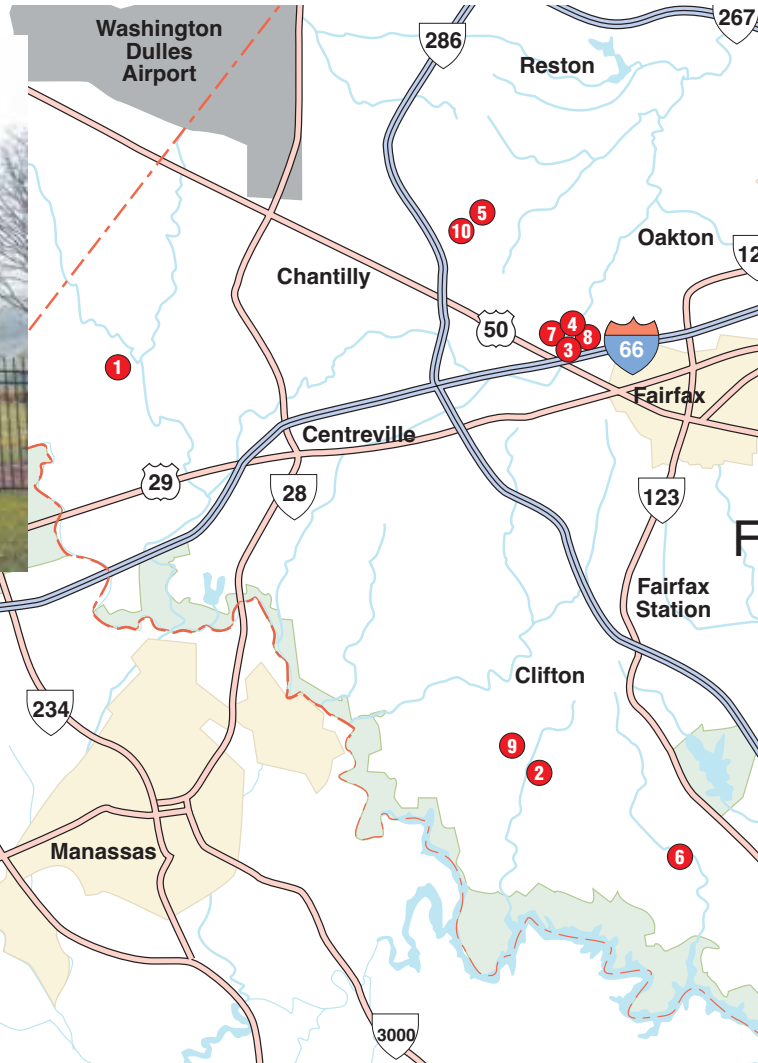 Washington
Dulles
Airport
286
267
Reston
5
10
Oakton
12
Chantilly
50
4
7
8
3
66
1
Fairfax
Centreville
29
28
123
F
Fairfax
Station
Clifton
234
9
2
Manassas
6
3000